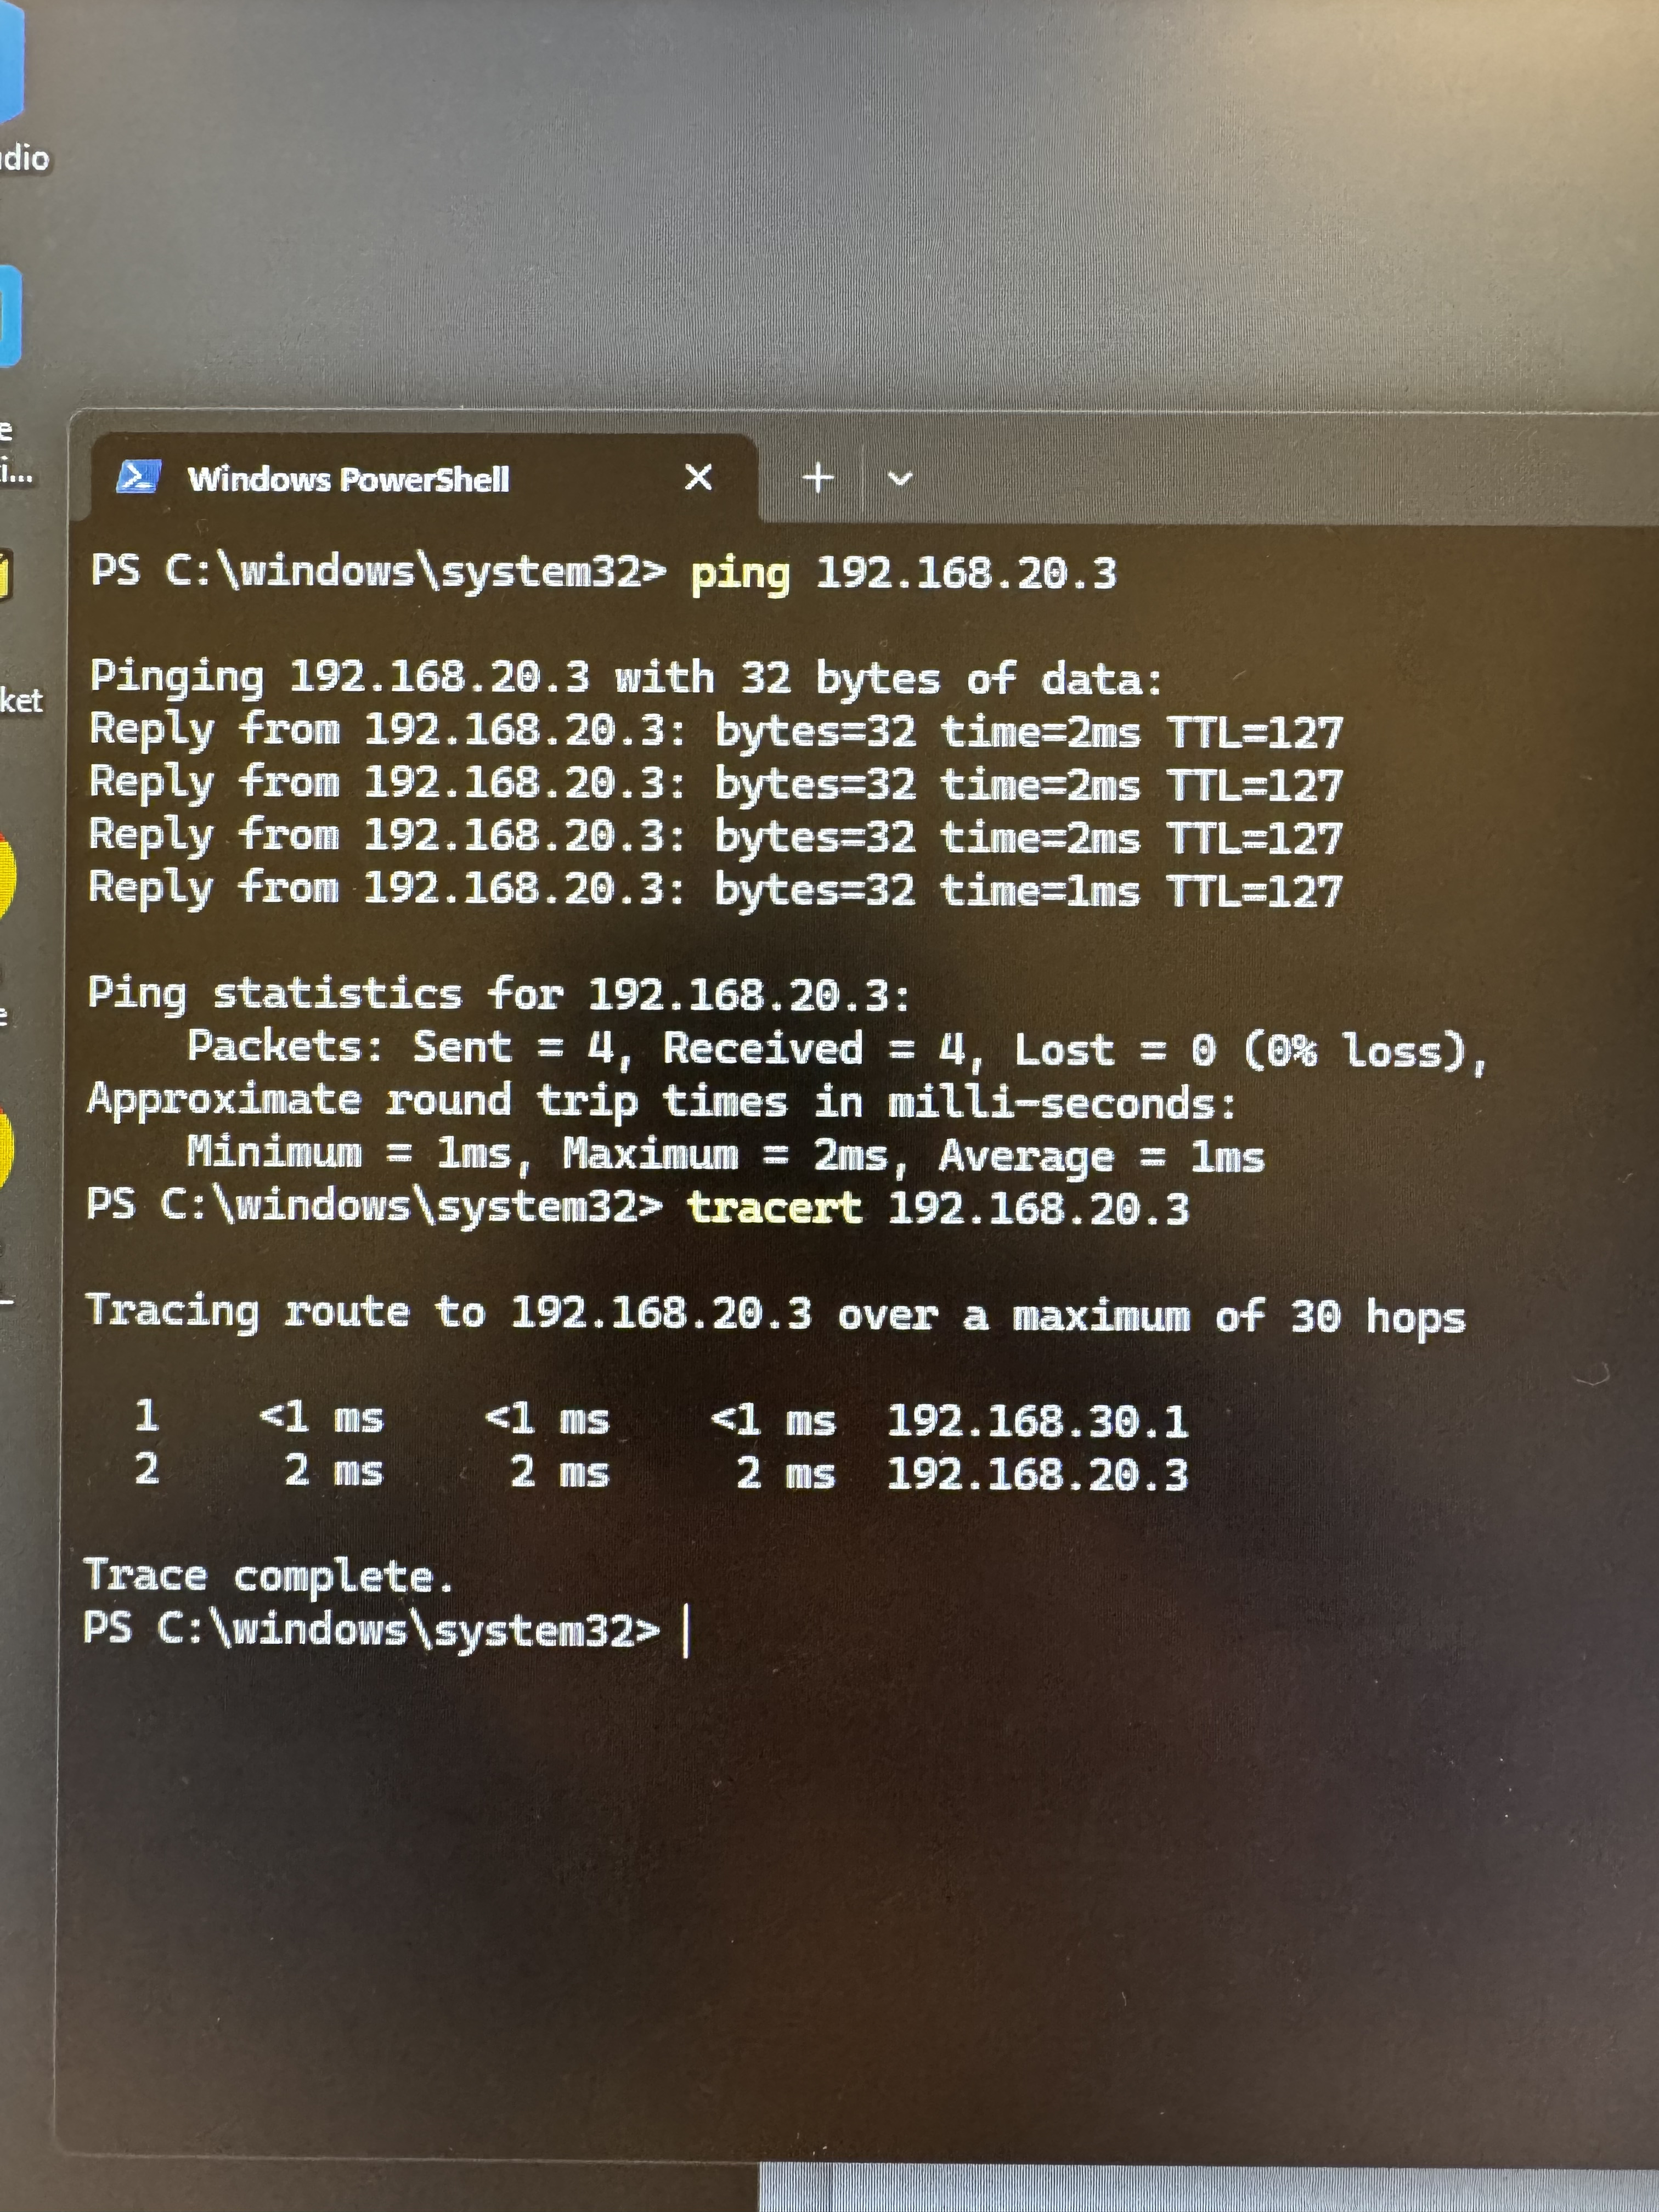 dio
e
i...
ket
e
Windows PowerShell
PS C:\windows\system32> ping 192.168.20.3
Pinging 192.168.20.3 with 32 bytes of data:
Reply from 192.168.20.3: bytes=32 time=2ms TTL=127
Reply from 192.168.20.3: bytes=32 time=2ms TTL=127
Reply from 192.168.20.3: bytes=32 time=2ms TTL=127
Reply from 192.168.20.3: bytes=32 time=1ms TTL=127
Ping statistics for 192.168.20.3:
    Packets: Sent = 4, Received = 4, Lost = 0 (0% loss),
Approximate round trip times in milli-seconds:
    Minimum = 1ms, Maximum = 2ms, Average = 1ms
PS C:\windows\system32> tracert 192.168.20.3
Tracing route to 192.168.20.3 over a maximum of 30 hops
  1    <1 ms    <1 ms    <1 ms  192.168.30.1
  2     2 ms     2 ms     2 ms  192.168.20.3
Trace complete.
PS C:\windows\system32>